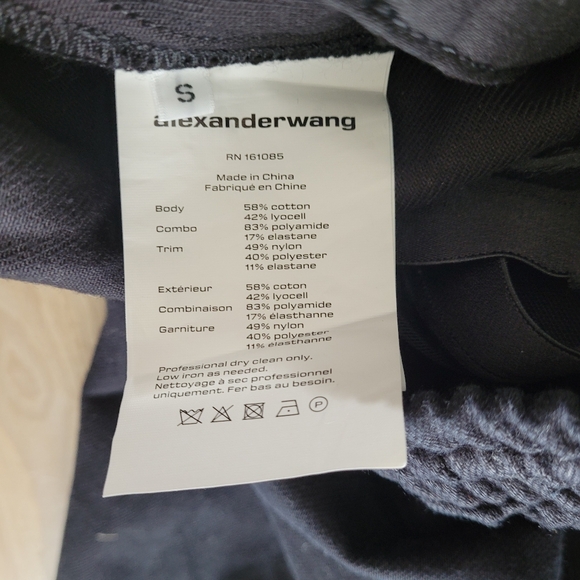 S
alexanderwang
RN 161085
Made in China
Fabriqué en Chine
Body 58% cotton
42% lyocell
Combo 83% polyamide
17% elastane
Trim 49% nylon
40% polyester
11% elastane
Extérieur 58% coton
42% lyocell
Combinaison 83% polyamide
17% élasthanne
Garniture 49% nylon
40% polyester
11% élasthanne
Professional dry clean only.
Low iron as needed.
Nettoyage à sec professionnel
uniquement. Fer bas au besoin.
P